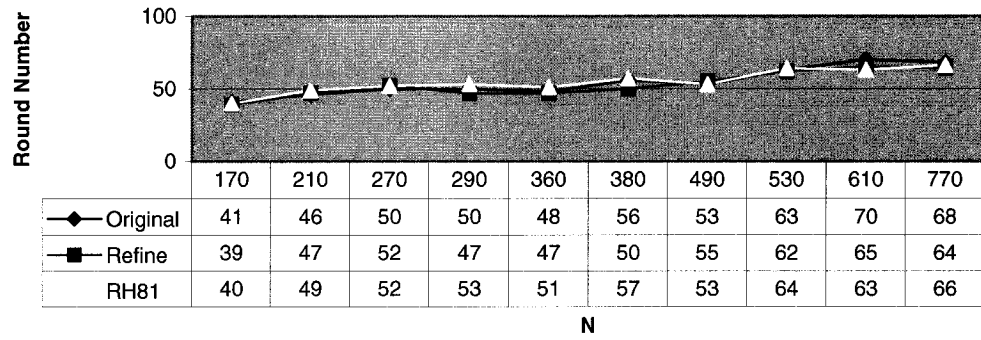 Round Number
100
50
0
170 210 270 290 360 380 490 530 610 770
Original 41 46 50 50 48 56 53 63 70 68
Refine 39 47 52 47 47 50 55 62 65 64
RH81 40 49 52 53 51 57 53 64 63 66
N